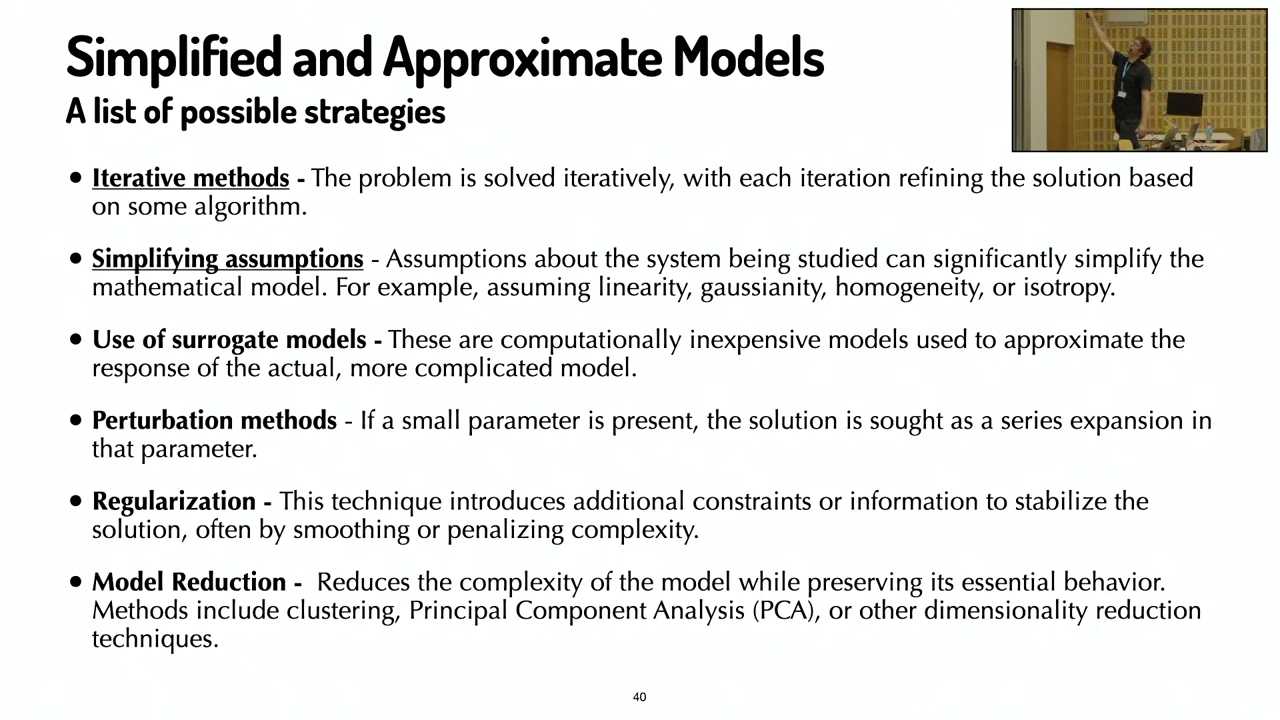 Simplified and Approximate Models
A list of possible strategies
• Iterative methods - The problem is solved iteratively, with each iteration refining the solution based
on some algorithm.
• Simplifying assumptions - Assumptions about the system being studied can significantly simplify the
mathematical model. For example, assuming linearity, gaussianity, homogeneity, or isotropy.
• Use of surrogate models - These are computationally inexpensive models used to approximate the
response of the actual, more complicated model.
• Perturbation methods - If a small parameter is present, the solution is sought as a series expansion in
that parameter.
• Regularization - This technique introduces additional constraints or information to stabilize the
solution, often by smoothing or penalizing complexity.
• Model Reduction - Reduces the complexity of the model while preserving its essential behavior.
Methods include clustering, Principal Component Analysis (PCA), or other dimensionality reduction
techniques.
40